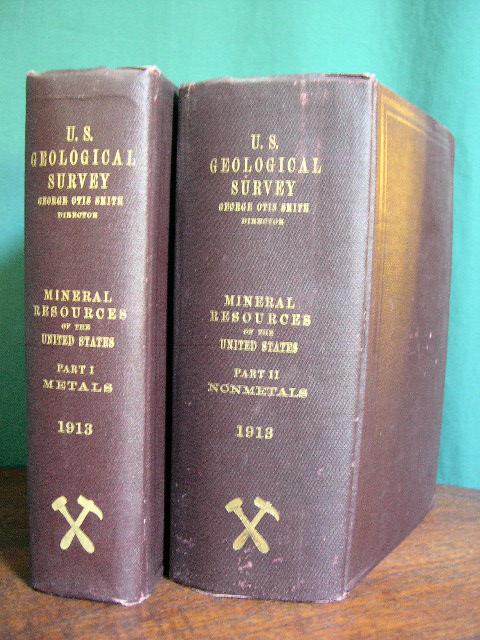 U. S.
GEOLOGICAL
SURVEY
GEORGE OTIS SMITH
DIRECTOR
MINERAL
RESOURCES
OF THE
UNITED STATES
PART I
METALS
1913
U. S.
GEOLOGICAL
SURVEY
GEORGE OTIS SMITH
DIRECTOR
MINERAL
RESOURCES
OF THE
UNITED STATES
PART II
NONMETALS
1913